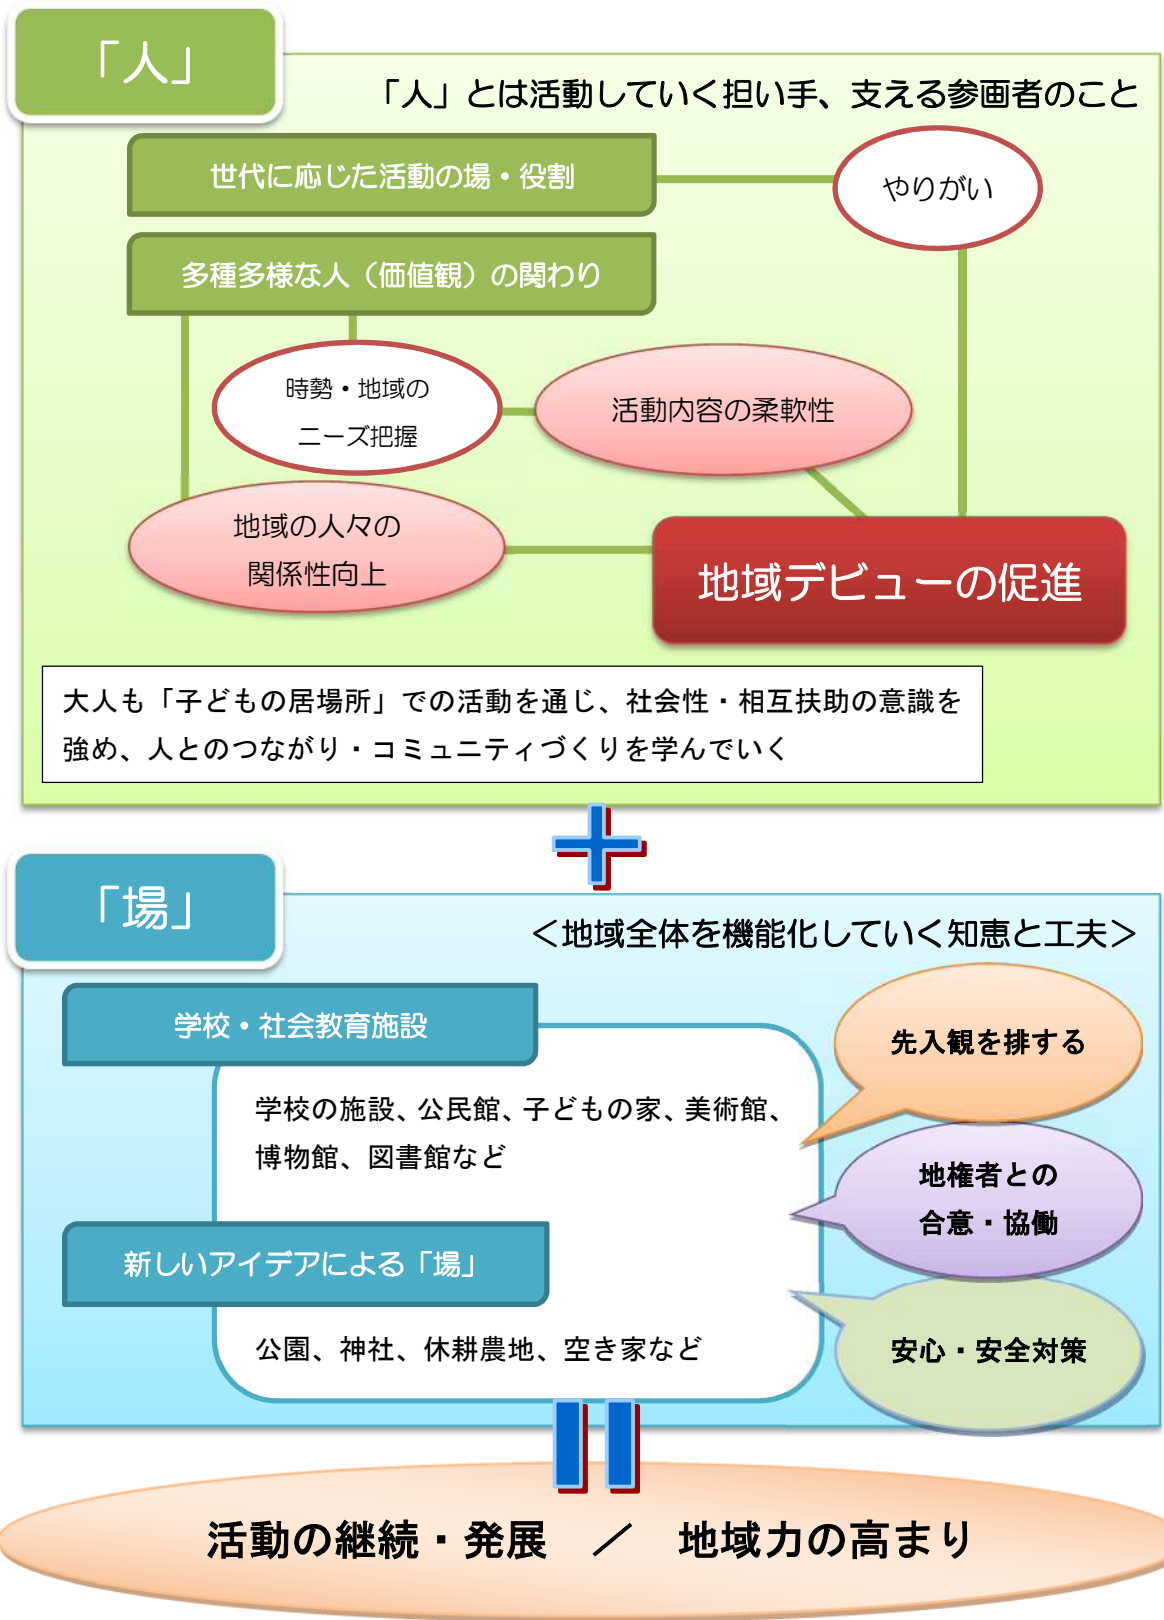 「人」
「人」とは活動していく担い手、支える参画者のこと
世代に応じた活動の場・役割
やりがい
多種多様な人（価値観）の関わり
時勢・地域の
ニーズ把握
活動内容の柔軟性
地域の人々の
関係性向上
地域デビューの促進
大人も「子どもの居場所」での活動を通じ、社会性・相互扶助の意識を
強め、人とのつながり・コミュニティづくりを学んでいく
＋
「場」
＜地域全体を機能化していく知恵と工夫＞
学校・社会教育施設
先入観を排する
学校の施設、公民館、子どもの家、美術館、
博物館、図書館など
地権者との
合意・協働
新しいアイデアによる「場」
公園、神社、休耕農地、空き家など
安心・安全対策
活動の継続・発展　／　地域力の高まり